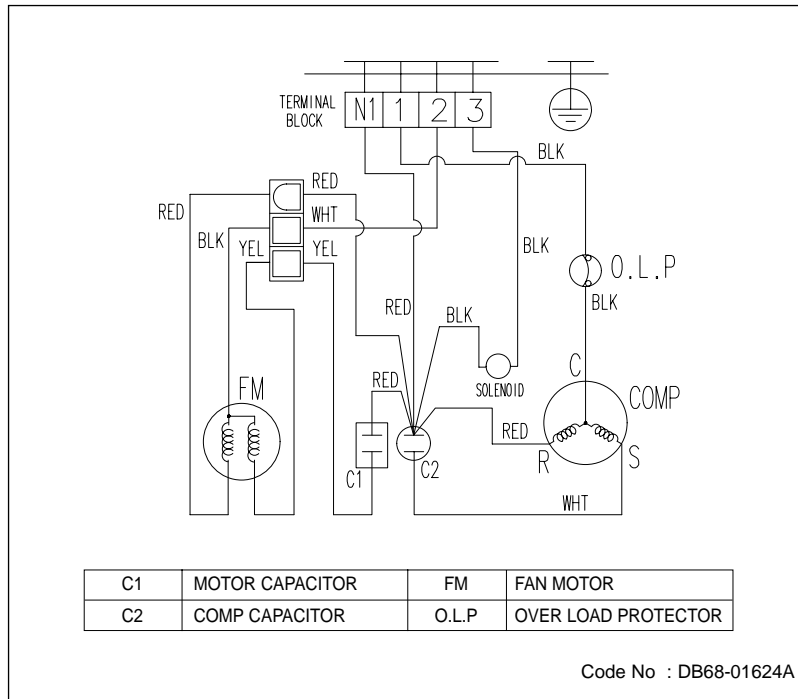 TERMINAL
BLOCK
N1 1 2 3
BLK
RED
RED
WHT
BLK
YEL YEL
BLK
O.L.P
BLK
RED
BLK
C
COMP
FM
RED
SOLENOID
RED
R S
C1
C2
WHT
C1 MOTOR CAPACITOR FM FAN MOTOR
C2 COMP CAPACITOR O.L.P OVER LOAD PROTECTOR
Code No : DB68-01624A